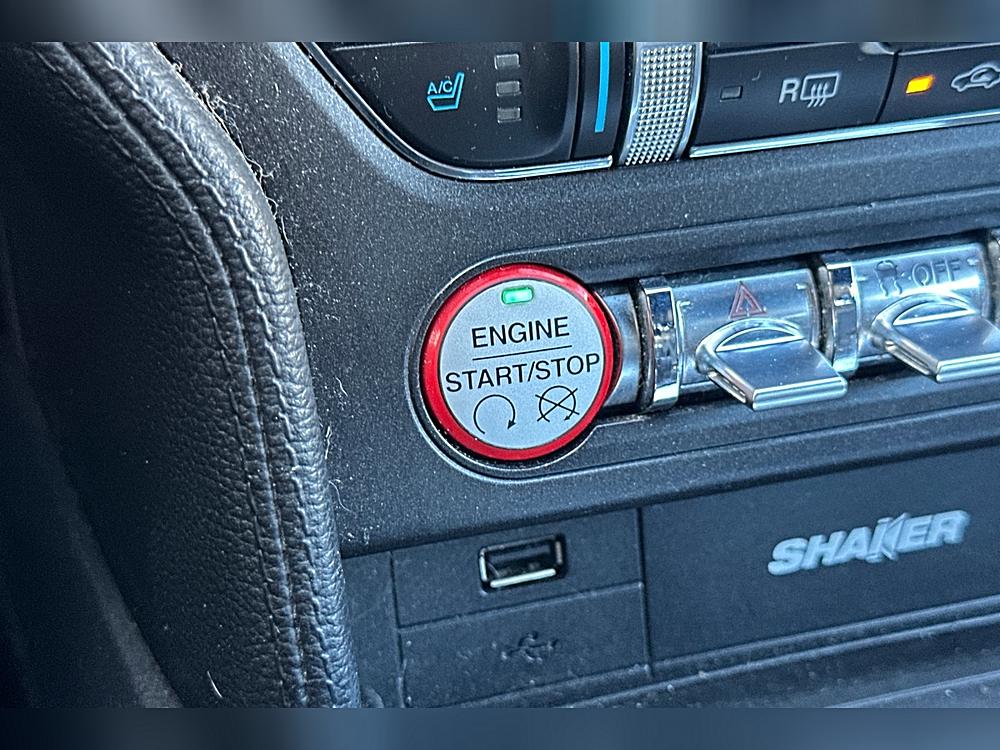 A/C
R
OFF
ENGINE
START/STOP
SHAKER